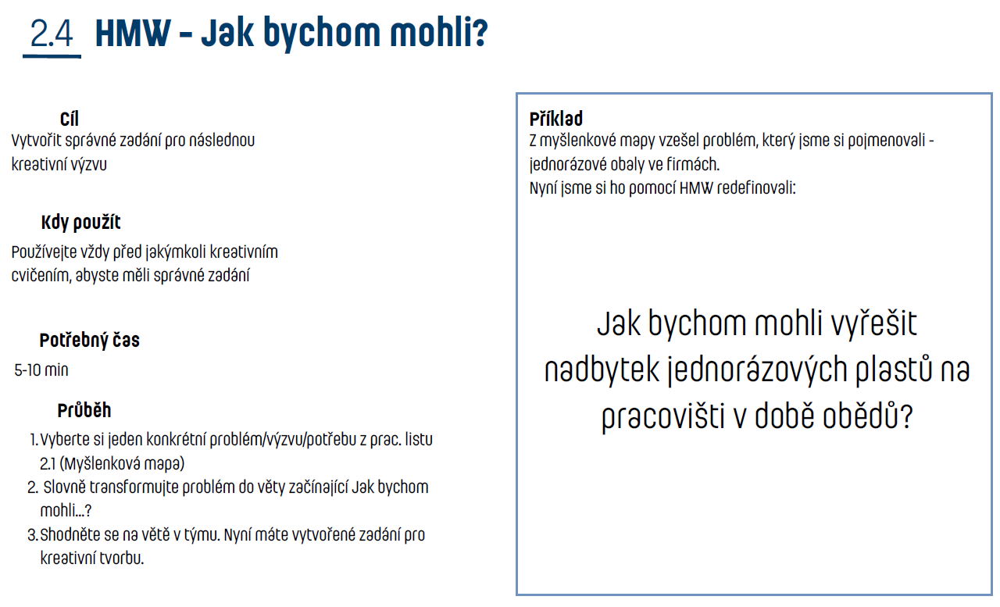 2.4 HMW - Jak bychom mohli?
Cíl
Vytvořit správné zadání pro následnou
kreativní výzvu
Kdy použít
Používejte vždy před jakýmkoli kreativním
cvičením, abyste měli správné zadání
Potřebný čas
5-10 min
Průběh
1. Vyberte si jeden konkrétní problém/výzvu/potřebu z prac. listu
2.1 (Myšlenková mapa)
2. Slovně transformujte problém do věty začínající Jak bychom
mohli...?
3. Shodněte se na větě v týmu. Nyní máte vytvořené zadání pro
kreativní tvorbu.
Příklad
Z myšlenkové mapy vzešel problém, který jsme si pojmenovali -
jednorázové obaly ve firmách.
Nyní jsme si ho pomocí HMW redefinovali:
Jak bychom mohli vyřešit
nadbytek jednorázových plastů na
pracovišti v době obědů?